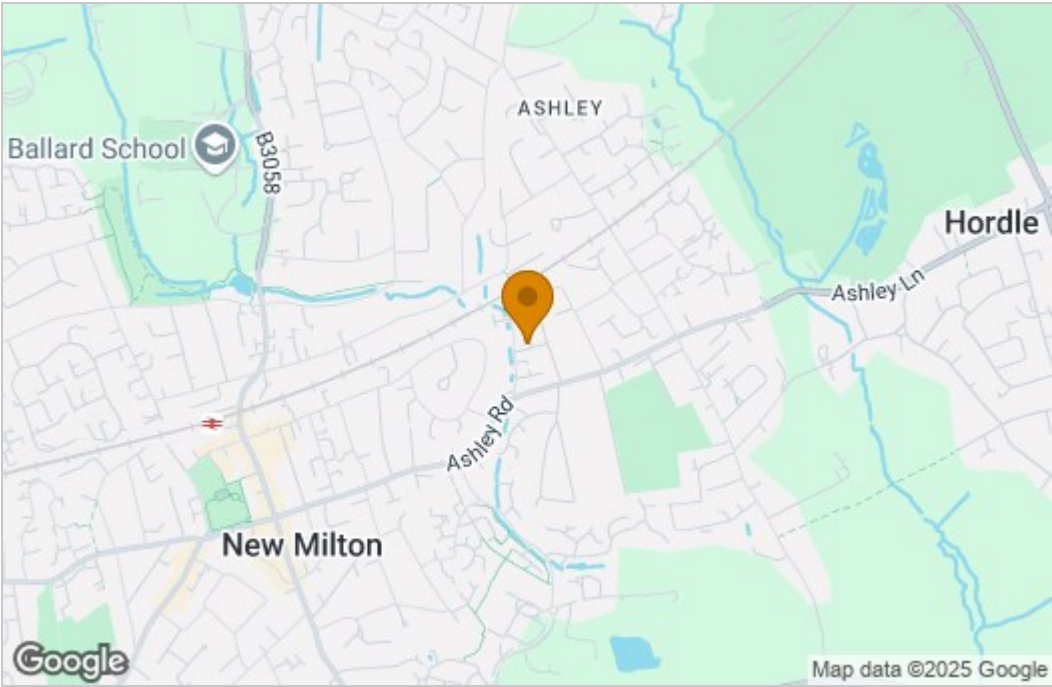 ASHLEY
Ballard School
B3058
Hordle
Ashley Ln
Ashley Rd
New Milton
Google
Map data ©2025 Google